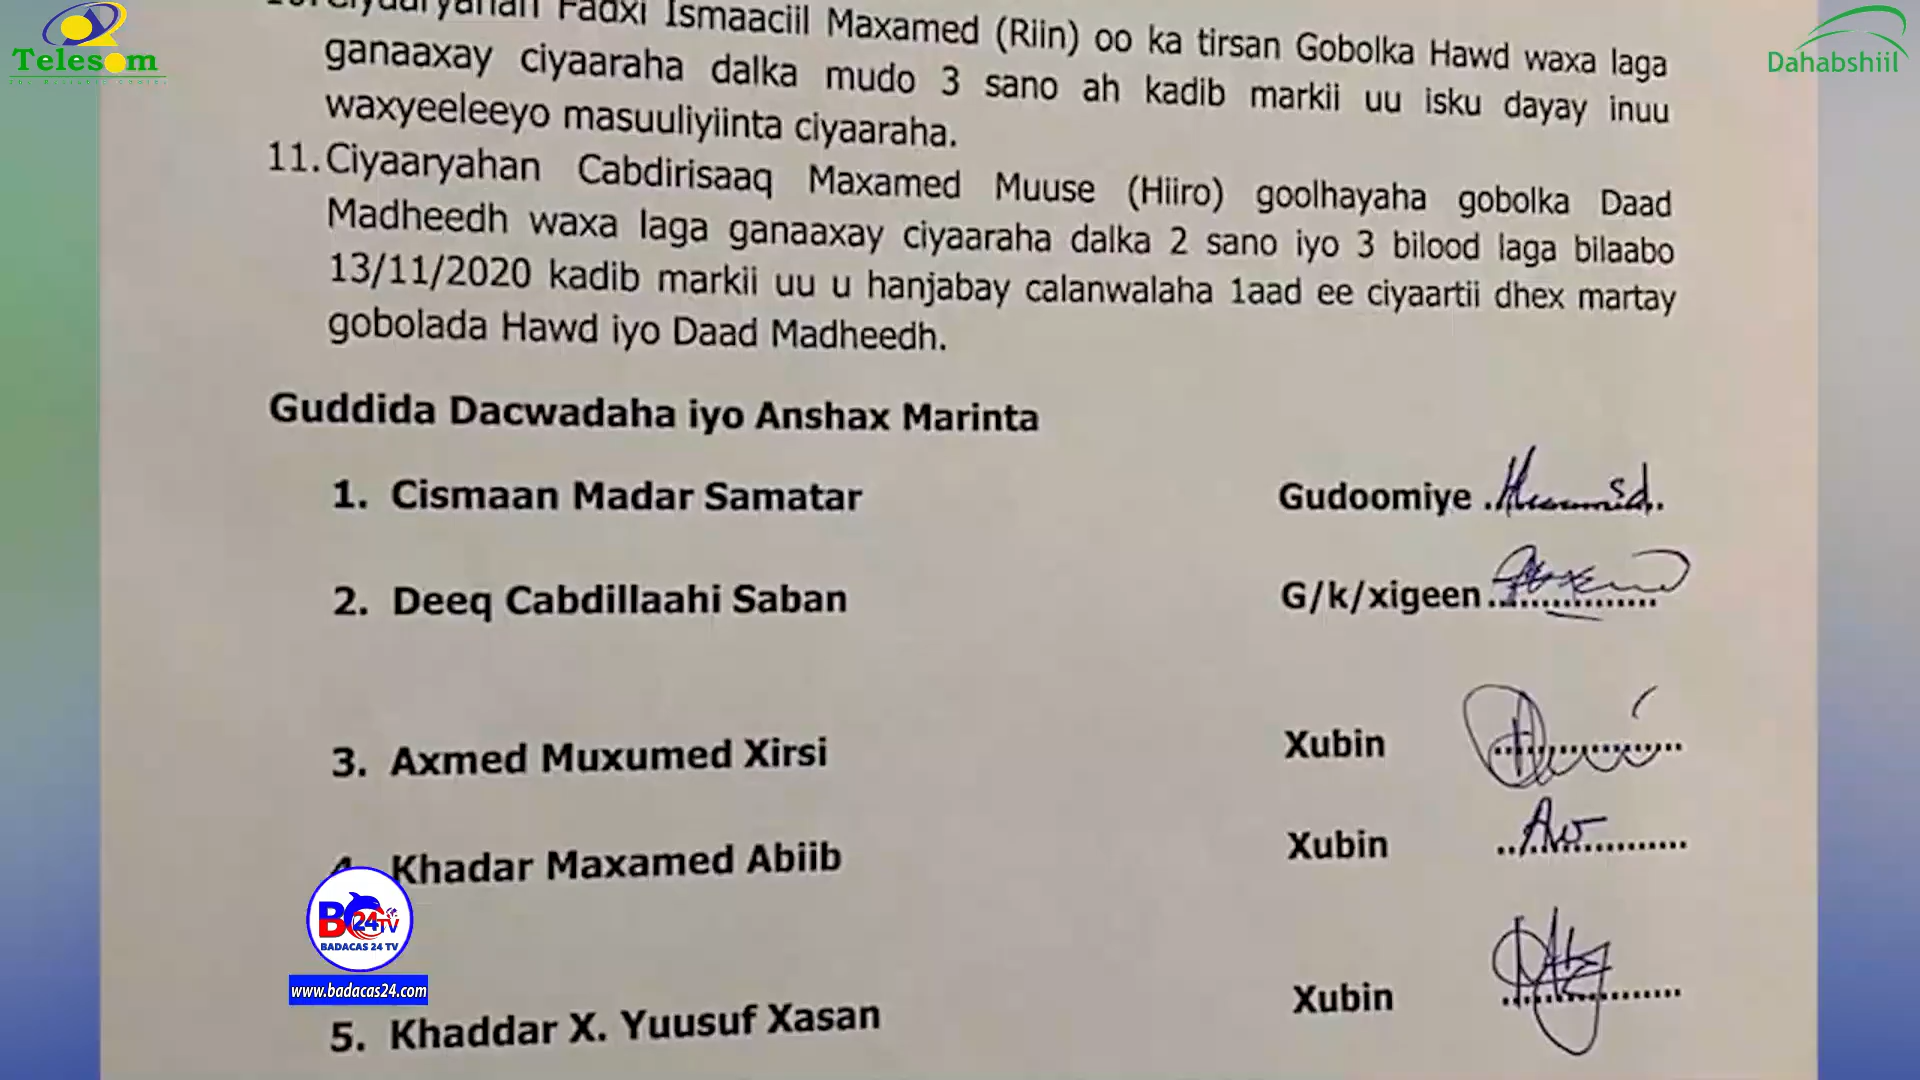 Telesom
Dahabshiil
Ciyaaryahan Fadxi Ismaaciil Maxamed (Riin) oo ka tirsan Gobolka Hawd waxa laga
ganaaxay ciyaaraha dalka mudo 3 sano ah kadib markii uu isku dayay inuu
waxyeeleeyo masuuliyiinta ciyaaraha.
11. Ciyaaryahan Cabdirisaaq Maxamed Muuse (Hiiro) goolhayaha gobolka Daad
Madheedh waxa laga ganaaxay ciyaaraha dalka 2 sano iyo 3 bilood laga bilaabo
13/11/2020 kadib markii uu u hanjabay calanwalaha 1aad ee ciyaartii dhex martay
gobolada Hawd iyo Daad Madheedh.
Guddida Dacwadaha iyo Anshax Marinta
1. Cismaan Madar Samatar Gudoomiye
2. Deeq Cabdillaahi Saban G/k/xigeen
3. Axmed Muxumed Xirsi Xubin
4. Khadar Maxamed Abiib Xubin
5. Khaddar X. Yuusuf Xasan Xubin
BC24TV
BADACAS 24 TV
www.badacas24.com